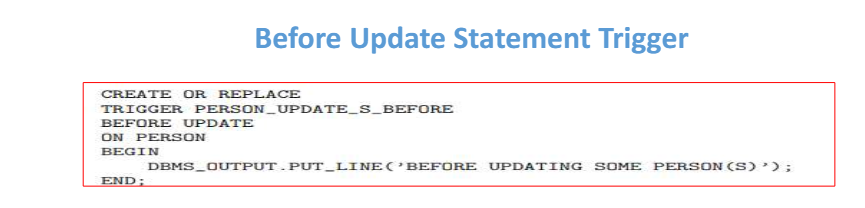 Before Update Statement Trigger
CREATE OR REPLACE
TRIGGER PERSON_UPDATE_S_BEFORE
BEFORE UPDATE
ON PERSON
BEGIN
DBMS_OUTPUT.PUT_LINE('BEFORE UPDATING SOME PERSON(S)');
END;